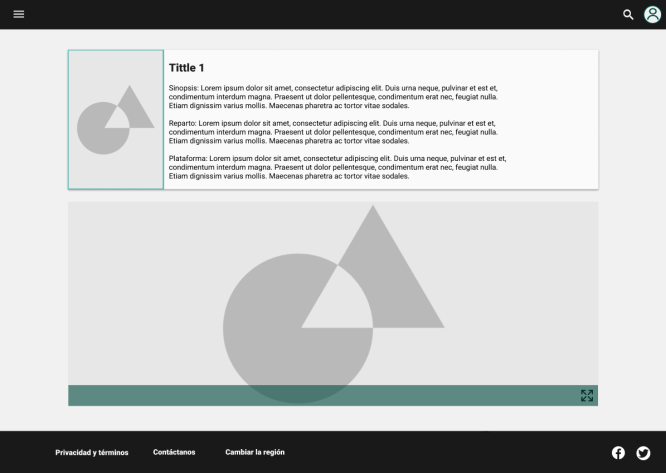 Tittle 1
Sinopsis: Lorem ipsum dolor sit amet, consectetur adipiscing elit. Duis urna neque, pulvinar et est et,
condimentum interdum magna. Praesent ut dolor pellentesque, condimentum erat nec, feugiat nulla.
Etiam dignissim varius mollis. Maecenas pharetra ac tortor vitae sodales.
Reparto: Lorem ipsum dolor sit amet, consectetur adipiscing elit. Duis urna neque, pulvinar et est et,
condimentum interdum magna. Praesent ut dolor pellentesque, condimentum erat nec, feugiat nulla.
Etiam dignissim varius mollis. Maecenas pharetra ac tortor vitae sodales.
Plataforma: Lorem ipsum dolor sit amet, consectetur adipiscing elit. Duis urna neque, pulvinar et est et,
condimentum interdum magna. Praesent ut dolor pellentesque, condimentum erat nec, feugiat nulla.
Etiam dignissim varius mollis. Maecenas pharetra ac tortor vitae sodales.
Privacidad y términos Contáctanos Cambiar la región